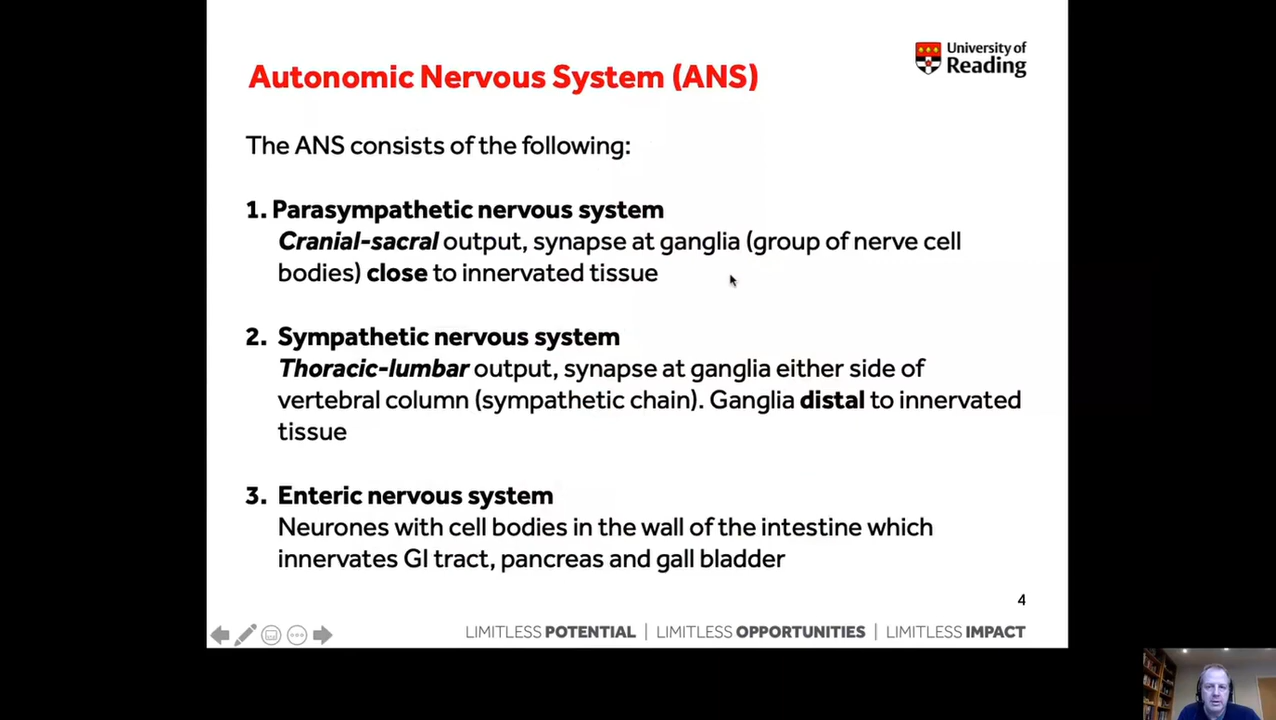 University of
Reading
Autonomic Nervous System (ANS)
The ANS consists of the following:
1. Parasympathetic nervous system
Cranial-sacral output, synapse at ganglia (group of nerve cell
bodies) close to innervated tissue
2. Sympathetic nervous system
Thoracic-lumbar output, synapse at ganglia either side of
vertebral column (sympathetic chain). Ganglia distal to innervated
tissue
3. Enteric nervous system
Neurones with cell bodies in the wall of the intestine which
innervates GI tract, pancreas and gall bladder
4
LIMITLESS POTENTIAL | LIMITLESS OPPORTUNITIES | LIMITLESS IMPACT